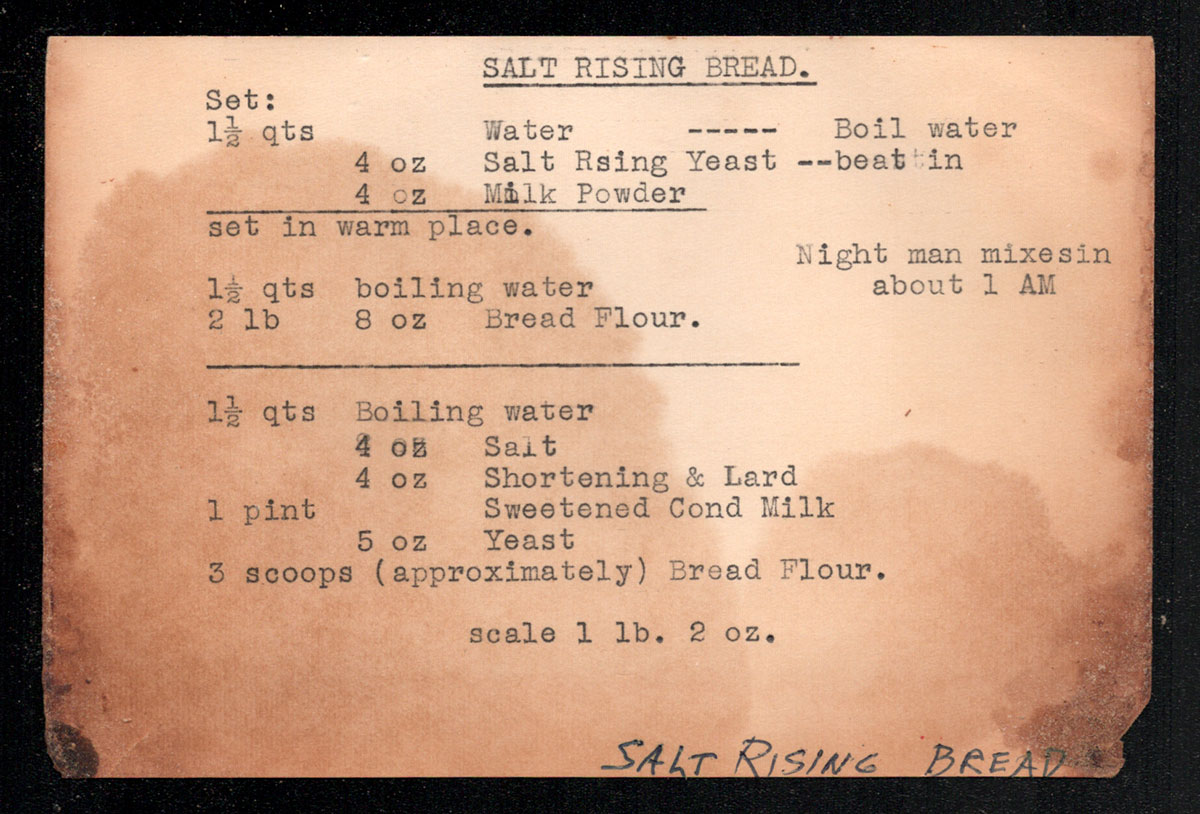 SALT RISING BREAD.
Set:
1½ qts Water ----- Boil water
4 oz Salt Rsing Yeast --beat in
4 oz Milk Powder
set in warm place.
Night man mixesin
about 1 AM
1½ qts boiling water
2 lb 8 oz Bread Flour.
1½ qts Boiling water
4 oz Salt
4 oz Shortening & Lard
1 pint Sweetened Cond Milk
5 oz Yeast
3 scoops (approximately) Bread Flour.
scale 1 lb. 2 oz.
SALT RISING BREAD